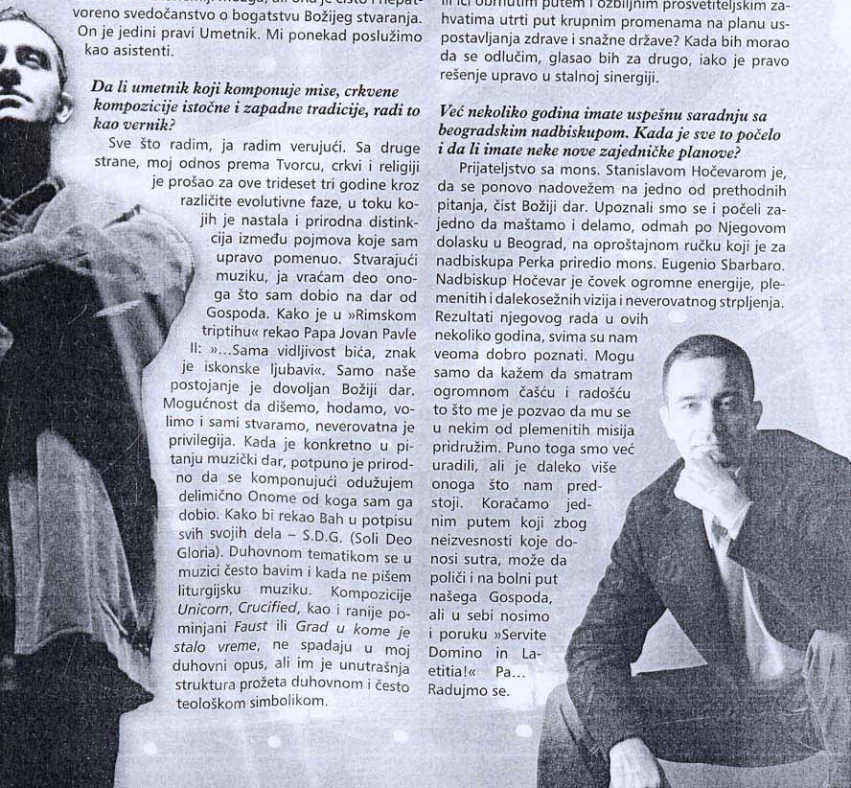 voreno svedočanstvo o bogatstvu Božijeg stvaranja.
On je jedini pravi Umetnik. Mi ponekad poslužimo
kao asistenti.
Da li umetnik koji komponuje mise, crkvene
kompozicije istočne i zapadne tradicije, radi to
kao vernik?
Sve što radim, ja radim verujući. Sa druge
strane, moj odnos prema Tvorcu, crkvi i religiji
je prošao za ove trideset tri godine kroz
različite evolutivne faze, u toku ko-
jih je nastala i prirodna distink-
cija između pojmova koje sam
upravo pomenuo. Stvarajući
muziku, ja vraćam deo ono-
ga što sam dobio na dar od
Gospoda. Kako je u »Rimskom
triptihu« rekao Papa Jovan Pavle
II: »...Sama vidljivost bića, znak
je iskonske ljubavi«. Samo naše
postojanje je dovoljan Božiji dar.
Mogućnost da dišemo, hodamo, vo-
limo i sami stvaramo, neverovatna je
privilegija. Kada je konkretno u pi-
tanju muzički dar, potpuno je prirod-
no da se komponujući odužujem
delimično Onome od koga sam ga
dobio. Kako bi rekao Bah u potpisu
svih svojih dela – S.D.G. (Soli Deo
Gloria). Duhovnom tematikom se u
muzici često bavim i kada ne pišem
liturgijsku muziku. Kompozicije
Unicorn, Crucified, kao i ranije po-
minjani Faust ili Grad u kome je
stalo vreme, ne spadaju u moj
duhovni opus, ali im je unutrašnja
struktura prožeta duhovnom i često
teološkom simbolikom.
ili ići obrnutim putem i ozbiljnim prosvetiteljskim za-
hvatima utrti put krupnim promenama na planu us-
postavljanja zdrave i snažne države? Kada bih morao
da se odlučim, glasao bih za drugo, iako je pravo
rešenje upravo u stalnoj sinergiji.
Već nekoliko godina imate uspešnu saradnju sa
beogradskim nadbiskupom. Kada je sve to počelo
i da li imate neke nove zajedničke planove?
Prijateljstvo sa mons. Stanislavom Hočevarom je,
da se ponovo nadovežem na jedno od prethodnih
pitanja, čist Božiji dar. Upoznali smo se i počeli za-
jedno da maštamo i delamo, odmah po Njegovom
dolasku u Beograd, na oproštajnom ručku koji je za
nadbiskupa Perka priredio mons. Eugenio Sbarbaro.
Nadbiskup Hočevar je čovek ogromne energije, ple-
menitih i dalekosežnih vizija i neverovatnog strpljenja.
Rezultati njegovog rada u ovih
nekoliko godina, svima su nam
veoma dobro poznati. Mogu
samo da kažem da smatram
ogromnom čašću i radošću
to što me je pozvao da mu se
u nekim od plemenitih misija
pridružim. Puno toga smo već
uradili, ali je daleko više
onoga što nam pred-
stoji. Koračamo jed-
nim putem koji zbog
neizvesnosti koje do-
nosi sutra, može da
poliči i na bolni put
našega Gospoda,
ali u sebi nosimo
i poruku »Servite
Domino in La-
etitia!« Pa...
Radujmo se.